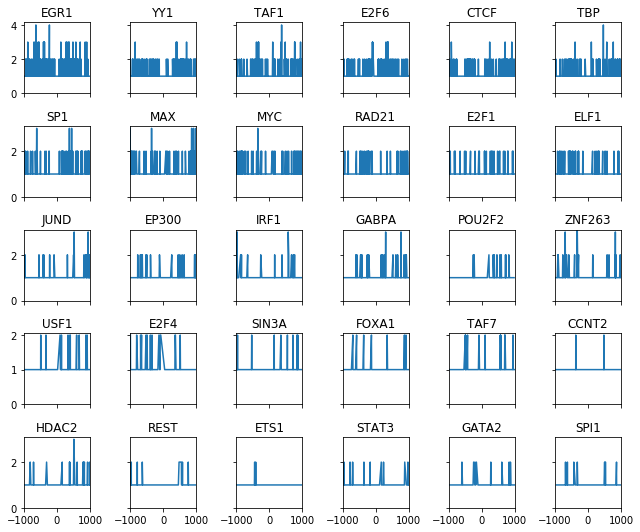 EGR1 YY1 TAF1 E2F6 CTCF TBP
4
2
0
SP1 MAX MYC RAD21 E2F1 ELF1
2
0
JUND EP300 IRF1 GABPA POU2F2 ZNF263
2
0
USF1 E2F4 SIN3A FOXA1 TAF7 CCNT2
2
1
0
HDAC2 REST ETS1 STAT3 GATA2 SPI1
2
0
−1000 0 1000 −1000 0 1000 −1000 0 1000 −1000 0 1000 −1000 0 1000 −1000 0 1000